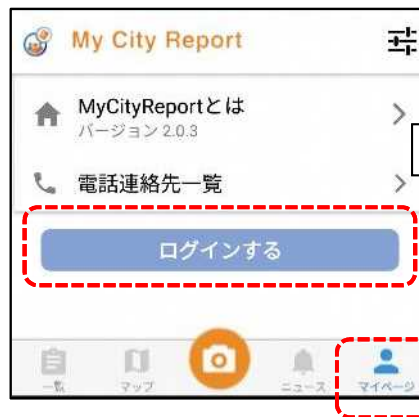 My City Report
MyCityReportとは
バージョン 2.0.3
電話連絡先一覧
ログインする
一覧
マップ
ニュース
マイページ